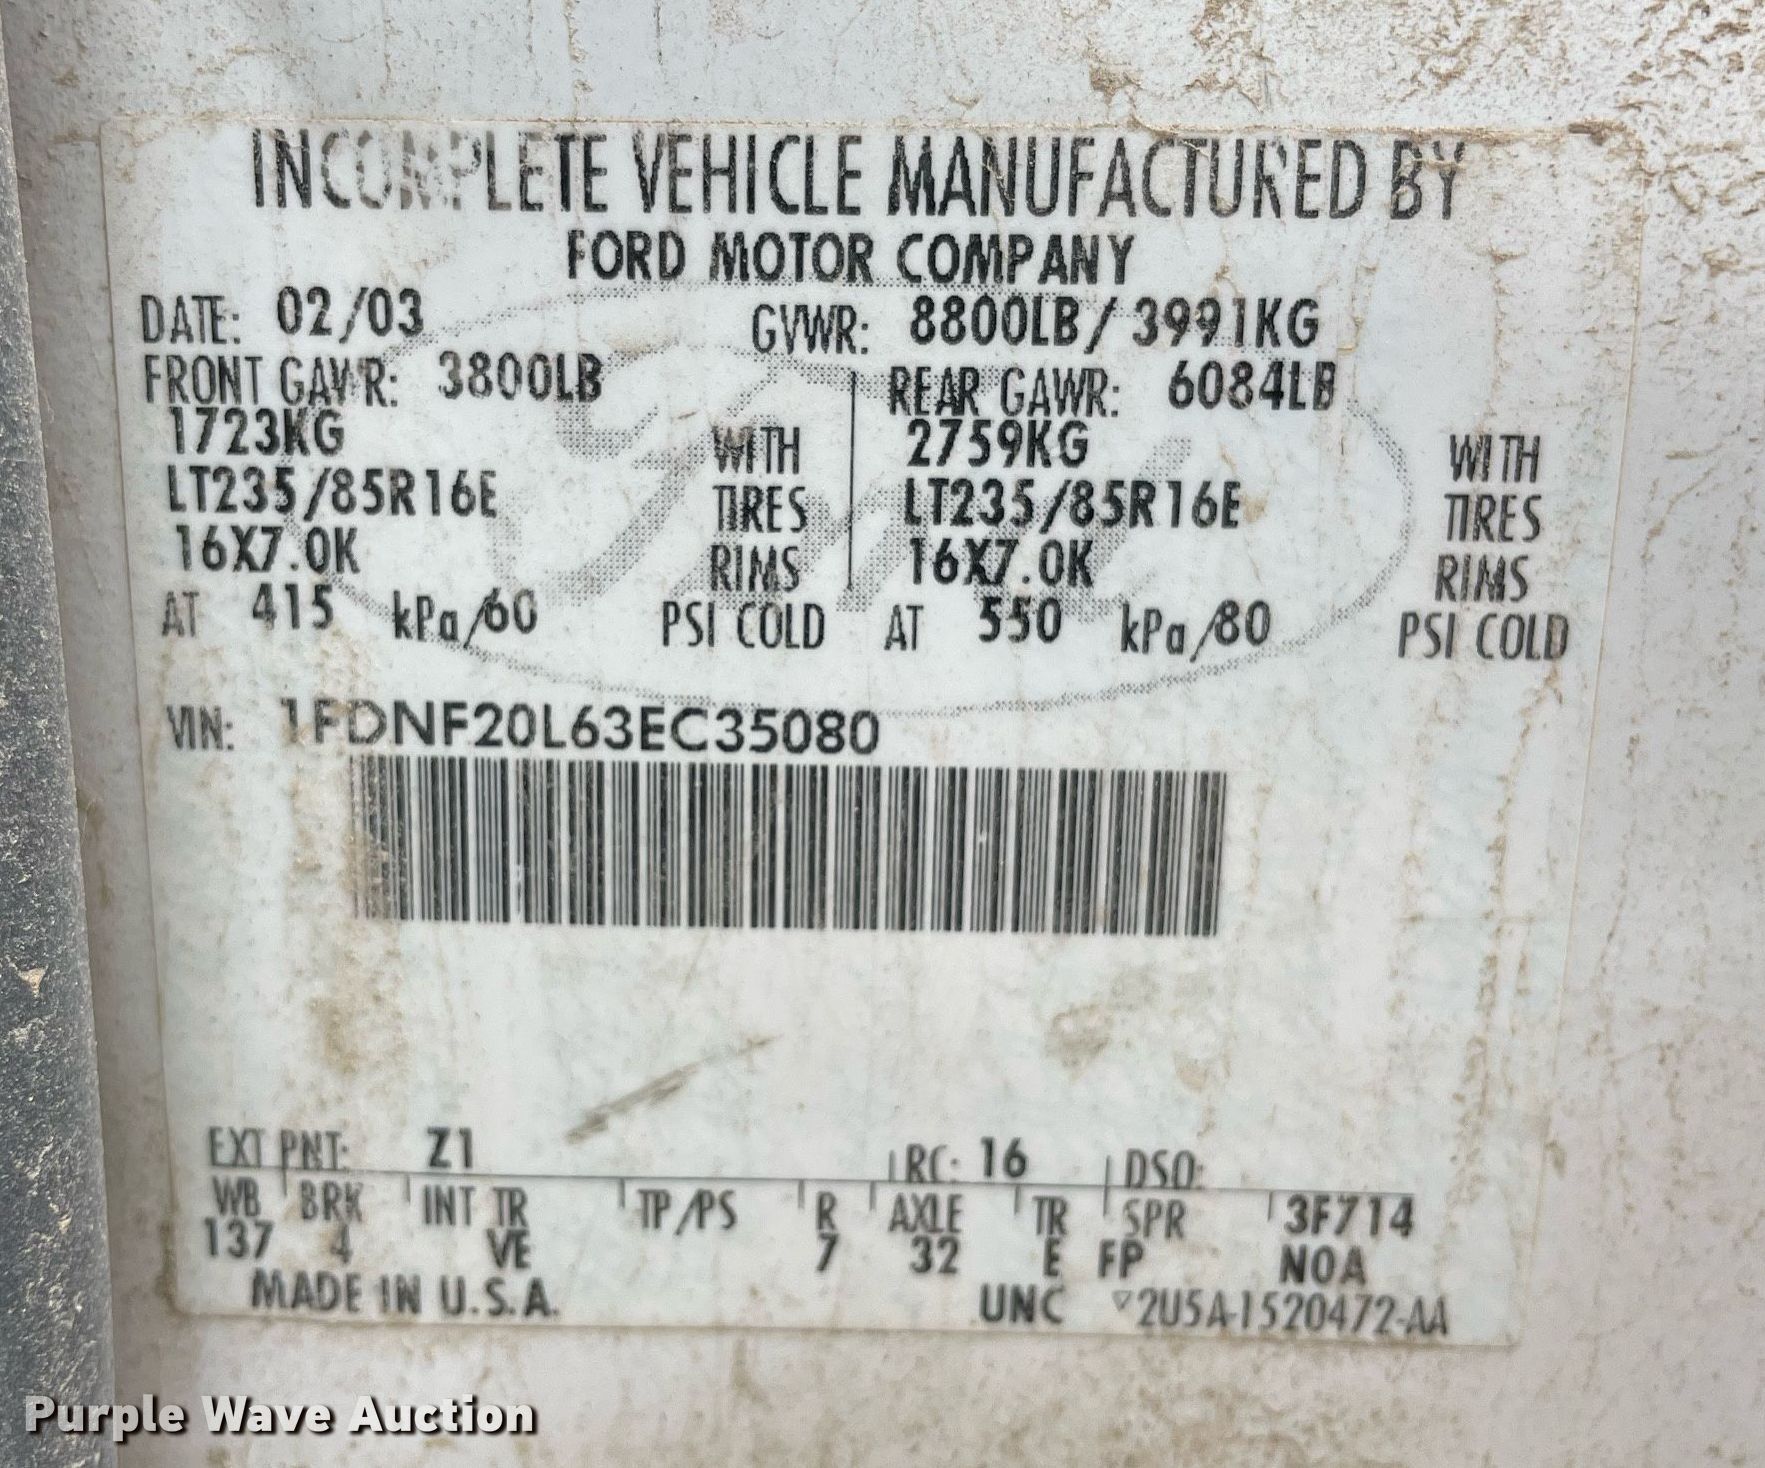 INCOMPLETE VEHICLE MANUFACTURED BY
FORD MOTOR COMPANY
DATE: 02/03 GVWR: 8800LB/ 3991KG
FRONT GAWR: 3800LB REAR GAWR: 6084LB
1723KG WITH 2759KG WITH
LT235/85R16E TIRES LT235/85R16E TIRES
16X7.0K RIMS 16X7.0K RIMS
AT 415 kPa/60 PSI COLD AT 550 kPa/80 PSI COLD
VIN: 1FDNF20L63EC35080
EXT PNT: Z1 RC: 16 DSO:
WB BRK INT TR TP/PS R AXLE TR SPR 3F714
137 4 VE 7 32 E FP NOA
MADE IN U.S.A. UNC 2U5A-1520472-AA
Purple Wave Auction